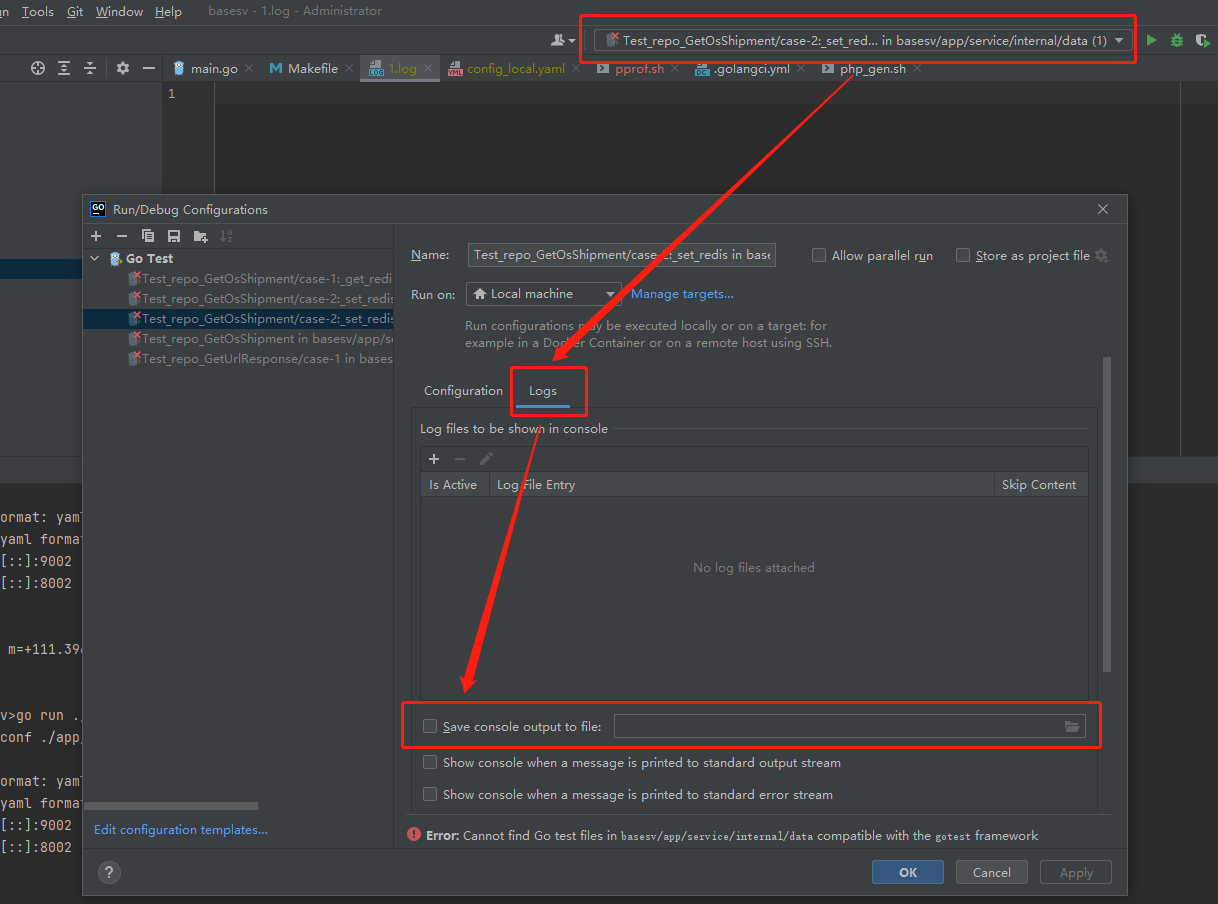 un Tools Git Window Help basesv - 1.log - Administrator
Test_repo_GetOsShipment/case-2:_set_red... in basesv/app/service/internal/data (1)
main.go Makefile 1.log config_local.yaml pprof.sh .golangci.yml php_gen.sh
1
Run/Debug Configurations
Go Test
Test_repo_GetOsShipment/case-1:_get_redi
Test_repo_GetOsShipment/case-2:_set_redis
Test_repo_GetOsShipment/case-2:_set_redis
Test_repo_GetOsShipment in basesv/app/se
Test_repo_GetUrlResponse/case-1 in bases
Name: Test_repo_GetOsShipment/case-2:_set_redis in base
Allow parallel run Store as project file
Run on: Local machine Manage targets...
Run configurations may be executed locally or on a target: for
example in a Docker Container or on a remote host using SSH.
Configuration Logs
Log files to be shown in console
Is Active Log File Entry Skip Content
No log files attached
Save console output to file:
Show console when a message is printed to standard output stream
Show console when a message is printed to standard error stream
Error: Cannot find Go test files in basesv/app/service/internal/data compatible with the gotest framework
Edit configuration templates...
? OK Cancel Apply
ormat: yaml
yaml format
[::]:9002
[::]:8002
m=+111.39
v>go run ./
conf ./app/
ormat: yaml
yaml format
[::]:9002
[::]:8002